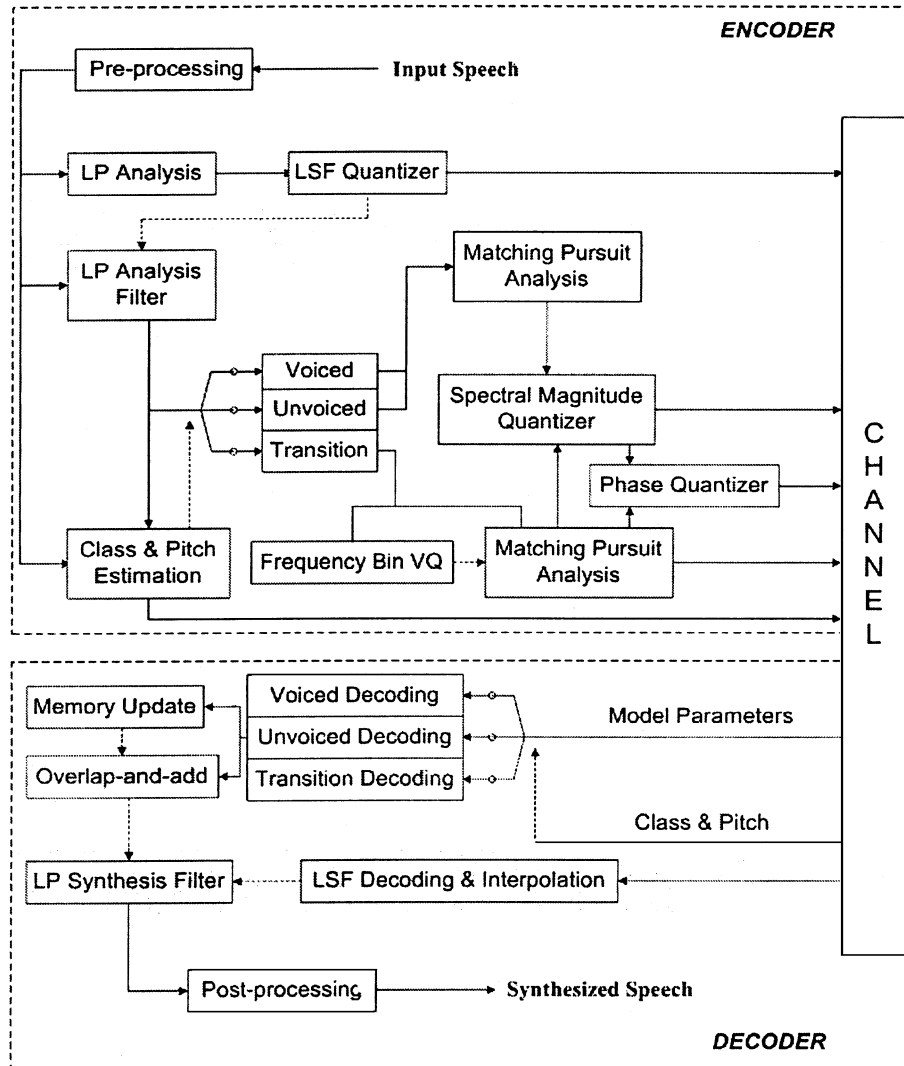 ENCODER
Pre-processing
Input Speech
LP Analysis
LSF Quantizer
LP Analysis
Filter
Matching Pursuit
Analysis
Voiced
Unvoiced
Transition
Spectral Magnitude
Quantizer
Phase Quantizer
Class & Pitch
Estimation
Frequency Bin VQ
Matching Pursuit
Analysis
CHANNEL
Memory Update
Overlap-and-add
Voiced Decoding
Unvoiced Decoding
Transition Decoding
Model Parameters
Class & Pitch
LP Synthesis Filter
LSF Decoding & Interpolation
Post-processing
Synthesized Speech
DECODER